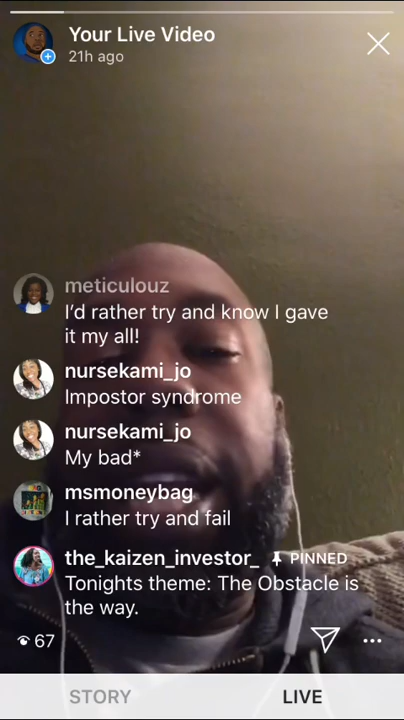 Your Live Video
21h ago
meticulouz
I'd rather try and know I gave
it my all!
nursekami_jo
Impostor syndrome
nursekami_jo
My bad*
msmoneybag
I rather try and fail
the_kaizen_investor_ PINNED
Tonights theme: The Obstacle is
the way.
67
STORY LIVE